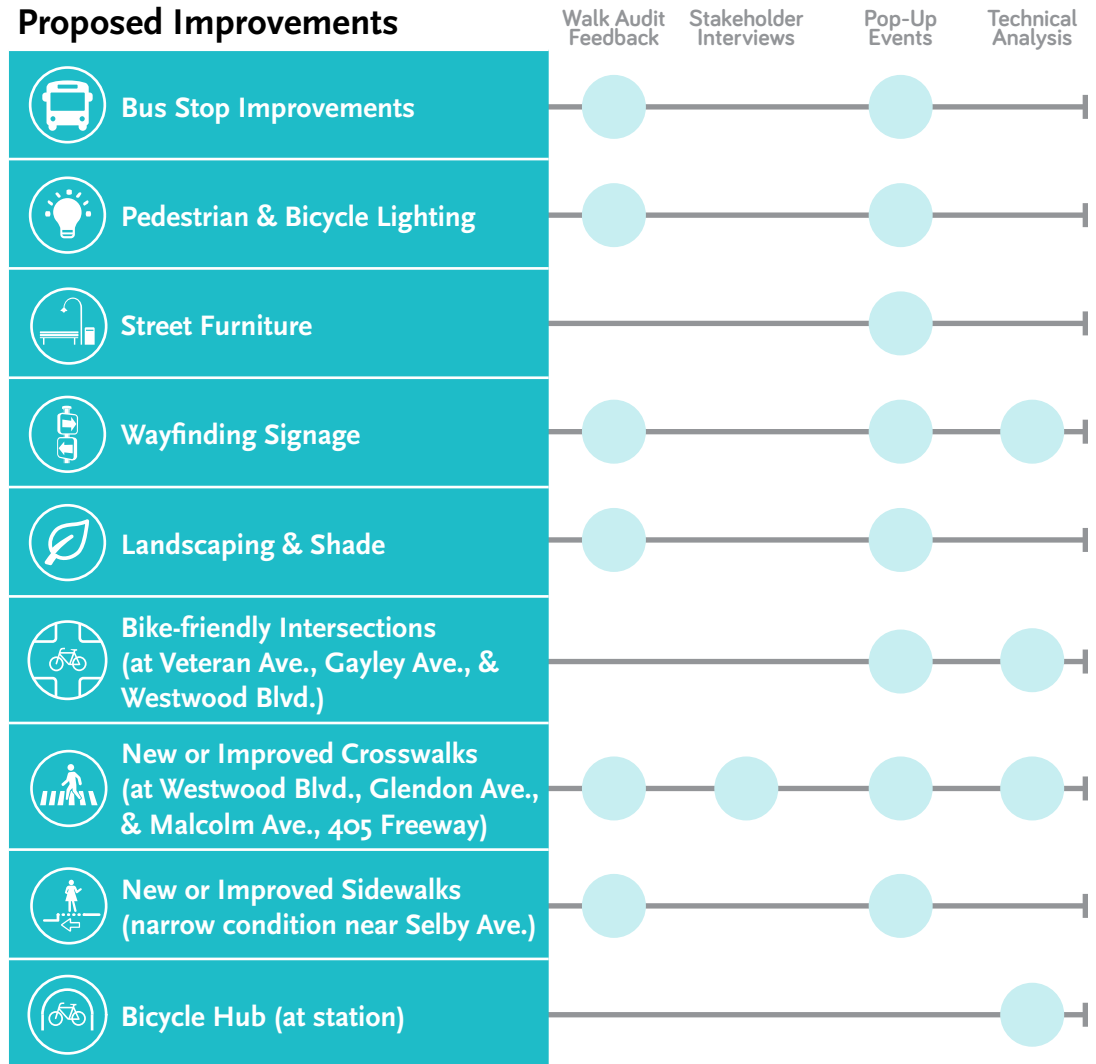 Proposed Improvements
Walk Audit
Feedback
Stakeholder
Interviews
Pop-Up
Events
Technical
Analysis
Bus Stop Improvements
Pedestrian & Bicycle Lighting
Street Furniture
Wayfinding Signage
Landscaping & Shade
Bike-friendly Intersections
(at Veteran Ave., Gayley Ave., &
Westwood Blvd.)
New or Improved Crosswalks
(at Westwood Blvd., Glendon Ave.,
& Malcolm Ave., 405 Freeway)
New or Improved Sidewalks
(narrow condition near Selby Ave.)
Bicycle Hub (at station)